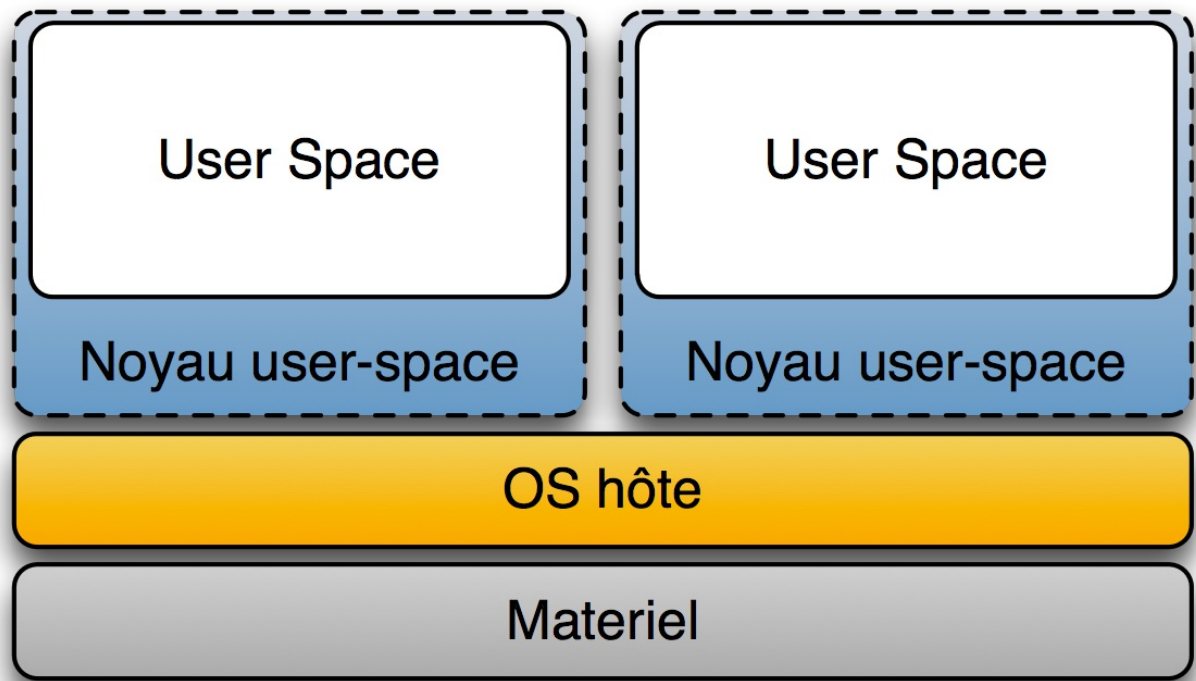 User Space
User Space
Noyau user-space
Noyau user-space
OS hôte
Materiel